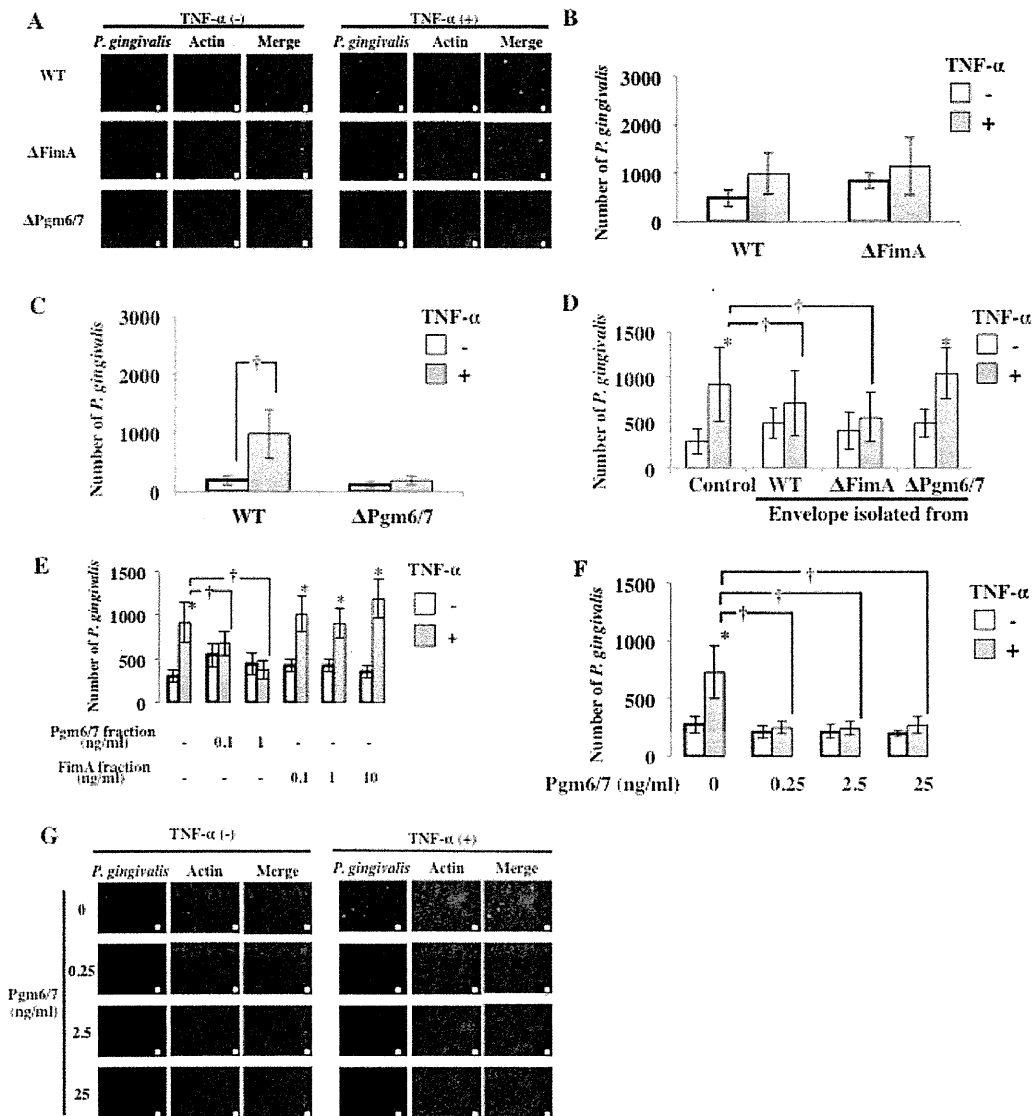 A
TNF-α (-)
TNF-α (+)
P. gingivalis Actin Merge
P. gingivalis Actin Merge
WT
ΔFimA
ΔPgm6/7
B
Number of P. gingivalis
3000
2000
1000
0
WT ΔFimA
TNF-α
-
+
C
Number of P. gingivalis
3000
2000
1000
0
†
WT ΔPgm6/7
TNF-α
-
+
D
Number of P. gingivalis
1500
1000
500
0
* † † *
Control WT ΔFimA ΔPgm6/7
Envelope isolated from
TNF-α
-
+
E
Number of P. gingivalis
1500
1000
500
0
* † † * * *
Pgm6/7 fraction
(ng/ml)
- 0.1 1 - - -
FimA fraction
(ng/ml)
- - - 0.1 1 10
TNF-α
-
+
F
Number of P. gingivalis
1500
1000
500
0
* † † †
Pgm6/7 (ng/ml) 0 0.25 2.5 25
TNF-α
-
+
G
TNF-α (-)
TNF-α (+)
P. gingivalis Actin Merge
P. gingivalis Actin Merge
Pgm6/7
(ng/ml)
0
0.25
2.5
25